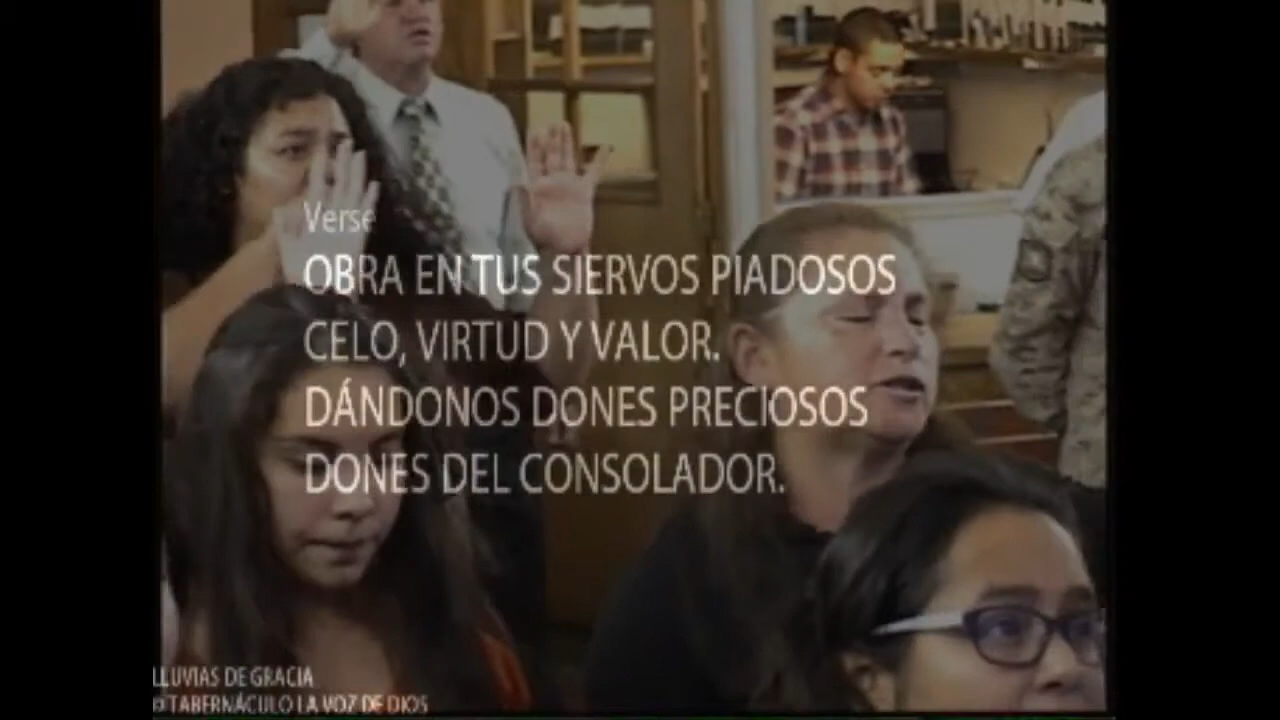 Verse
OBRA EN TUS SIERVOS PIADOSOS
CELO, VIRTUD Y VALOR.
DÁNDONOS DONES PRECIOSOS
DONES DEL CONSOLADOR.
LLUVIAS DE GRACIA
© TABERNÁCULO LA VOZ DE DIOS